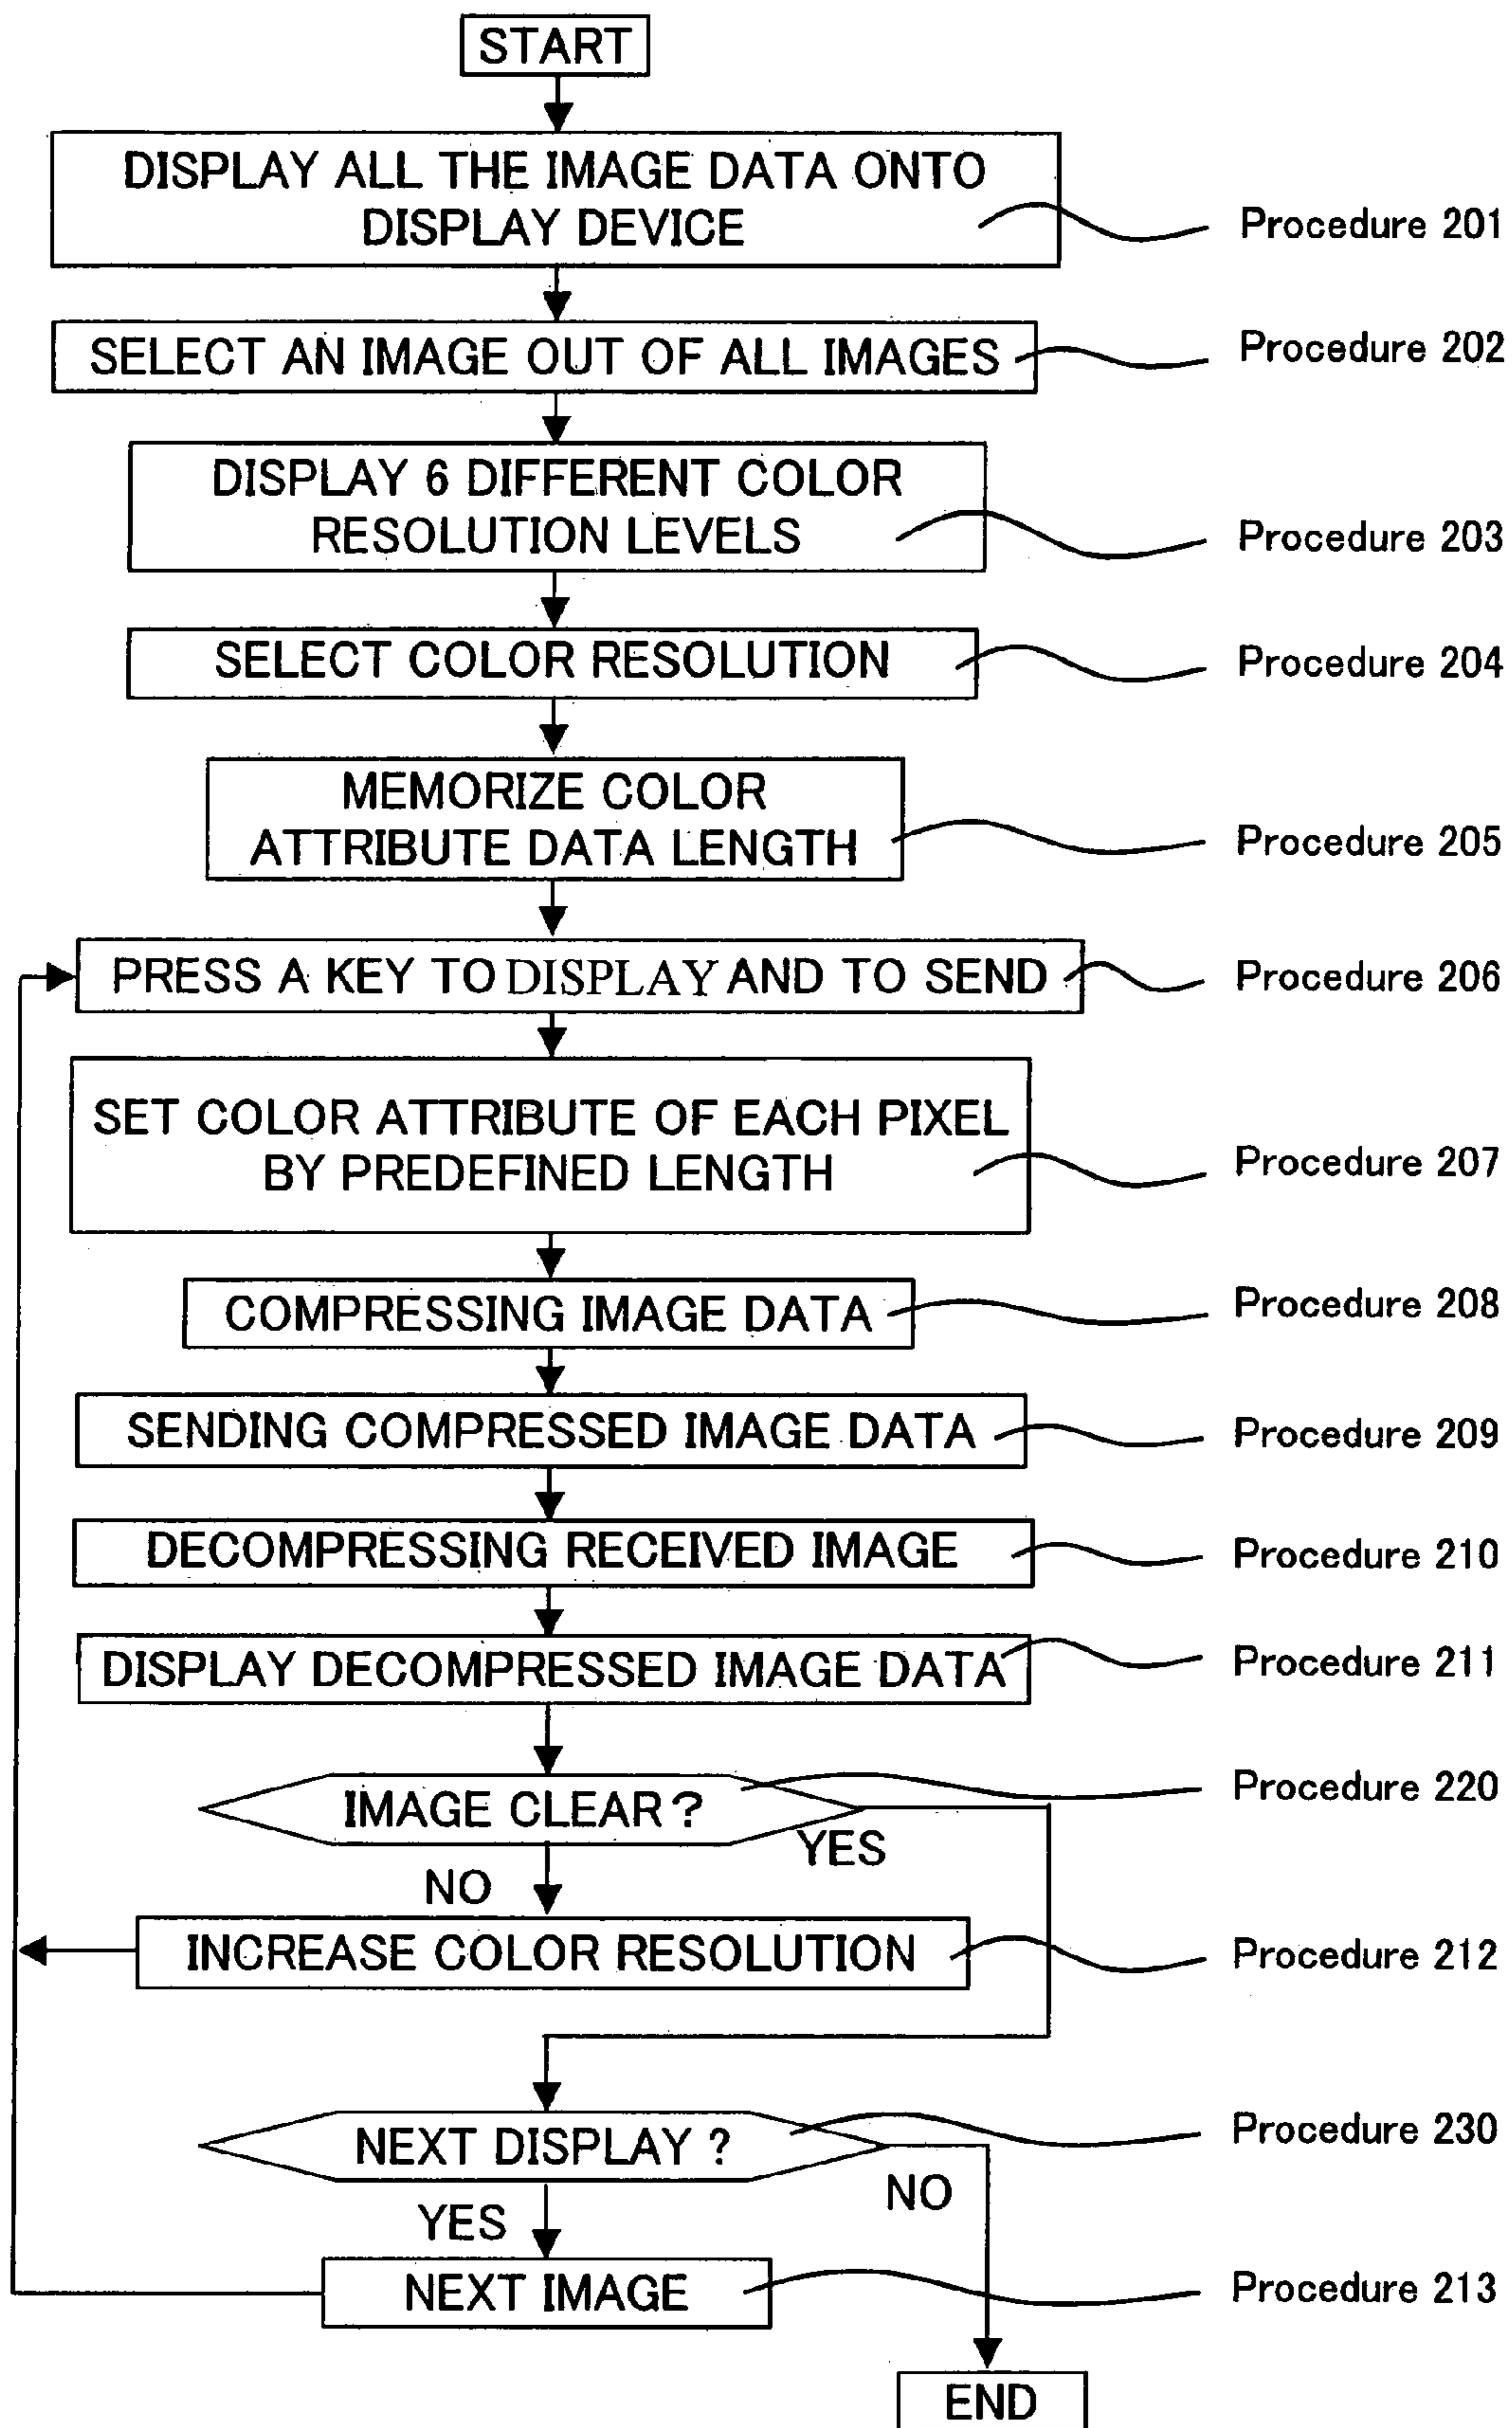 START
DISPLAY ALL THE IMAGE DATA ONTO
DISPLAY DEVICE
Procedure 201
SELECT AN IMAGE OUT OF ALL IMAGES
Procedure 202
DISPLAY 6 DIFFERENT COLOR
RESOLUTION LEVELS
Procedure 203
SELECT COLOR RESOLUTION
Procedure 204
MEMORIZE COLOR
ATTRIBUTE DATA LENGTH
Procedure 205
PRESS A KEY TO DISPLAY AND TO SEND
Procedure 206
SET COLOR ATTRIBUTE OF EACH PIXEL
BY PREDEFINED LENGTH
Procedure 207
COMPRESSING IMAGE DATA
Procedure 208
SENDING COMPRESSED IMAGE DATA
Procedure 209
DECOMPRESSING RECEIVED IMAGE
Procedure 210
DISPLAY DECOMPRESSED IMAGE DATA
Procedure 211
IMAGE CLEAR?
Procedure 220
YES
NO
INCREASE COLOR RESOLUTION
Procedure 212
NEXT DISPLAY ?
Procedure 230
NO
YES
NEXT IMAGE
Procedure 213
END